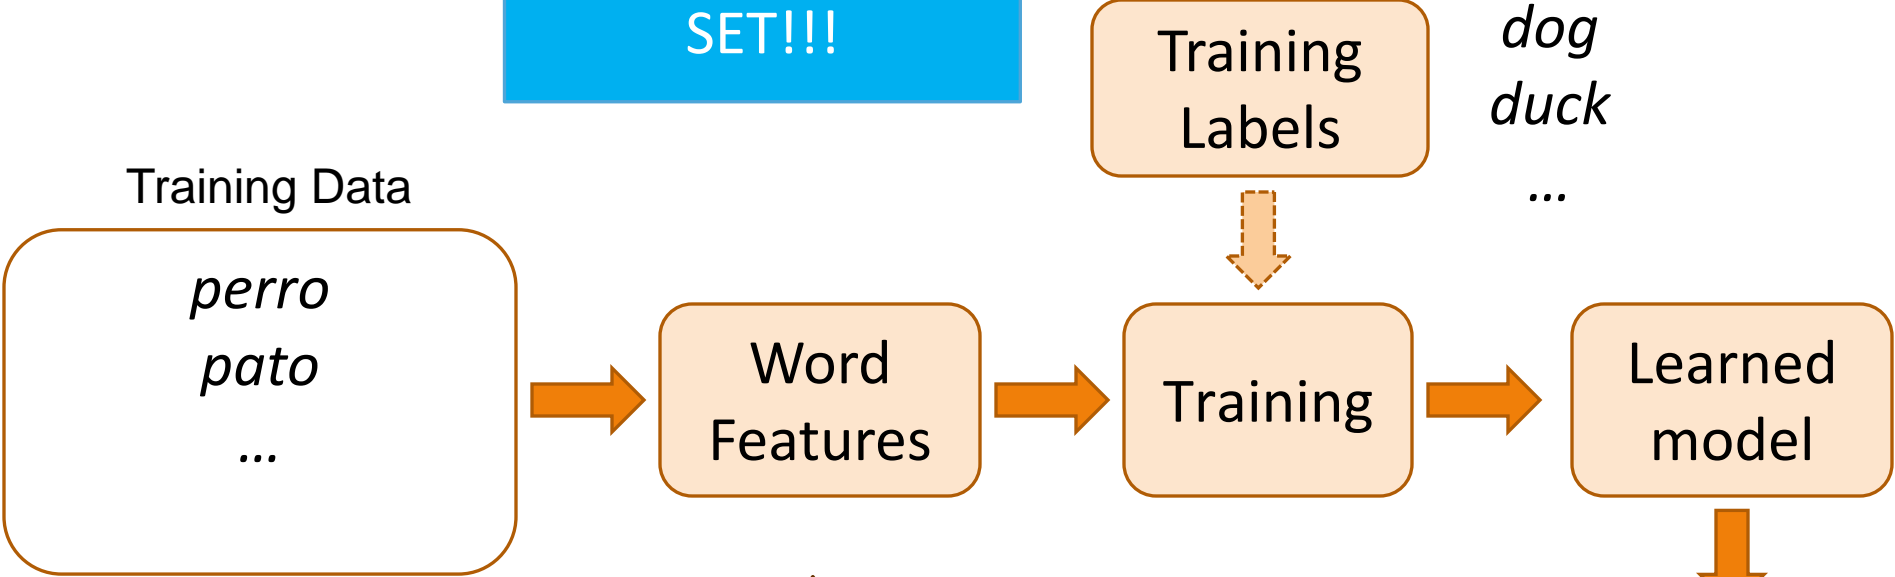 SET!!!
Training
Labels
dog
duck
...
Training Data
perro
pato
...
Word
Features
Training
Learned
model